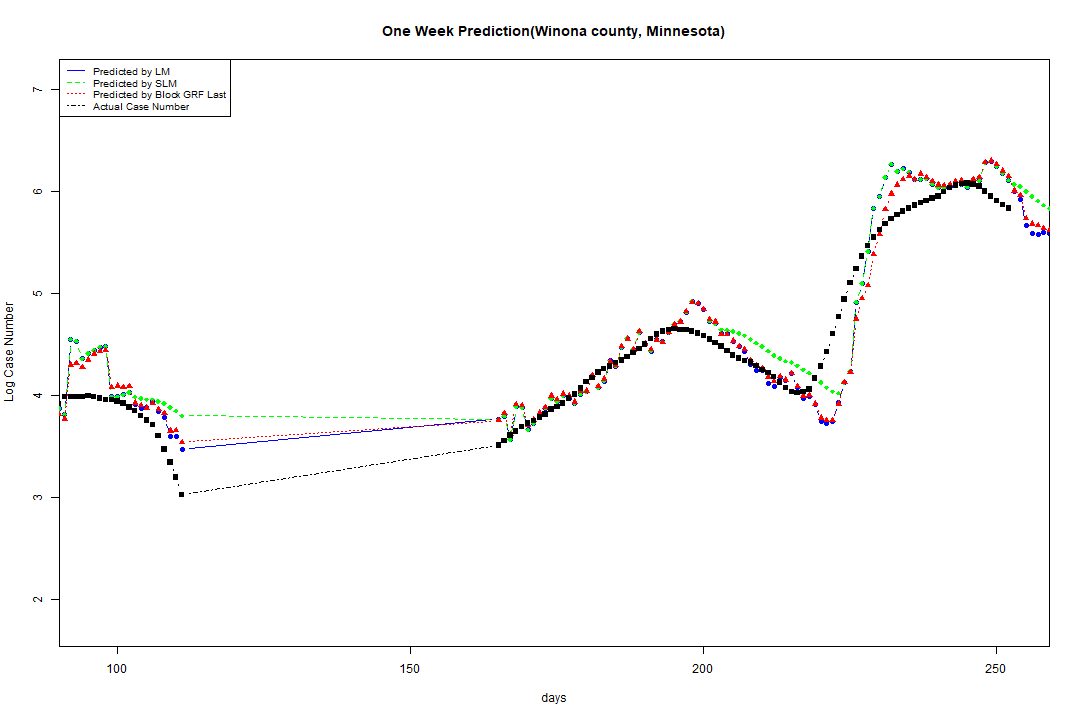 One Week Prediction(Winona county, Minnesota)
Predicted by LM
Predicted by SLM
Predicted by Block GRF Last
Actual Case Number
7
6
5
4
3
2
Log Case Number
100 150 200 250
days